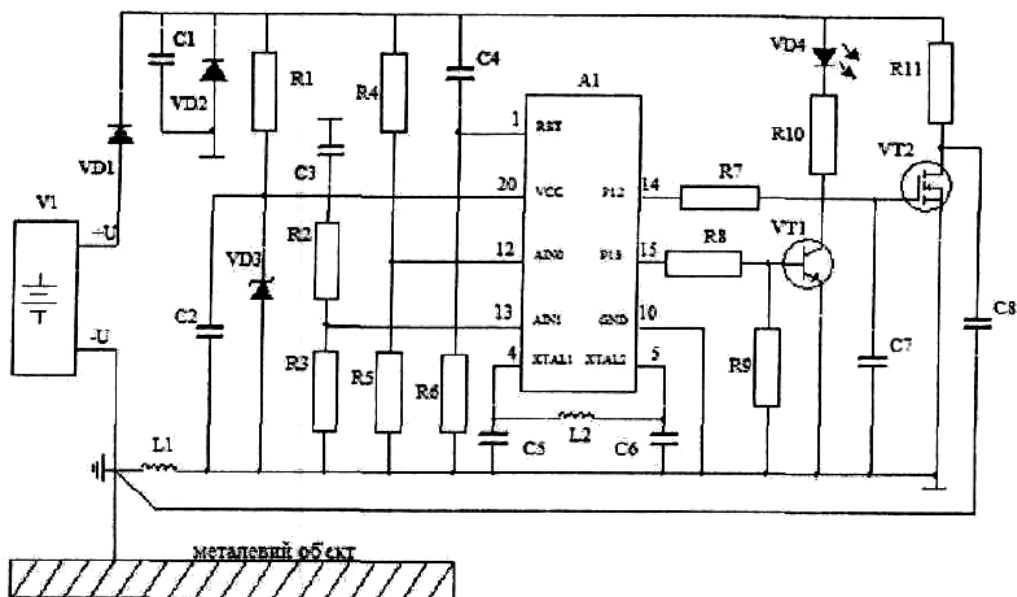 C1
VD2
R1
R4
C4
A1
VD4
R11
VD1
C3
1
RST
R10
VT2
V1
+U
20
VCC
P12
14
R7
R2
VD3
12
AIN0
P13
15
R8
VT1
-U
C2
13
AIN1
GND
10
C8
R3
R5
R6
4
XTAL1
XTAL2
5
R9
C7
L1
C5
L2
C6
металевий об'єкт